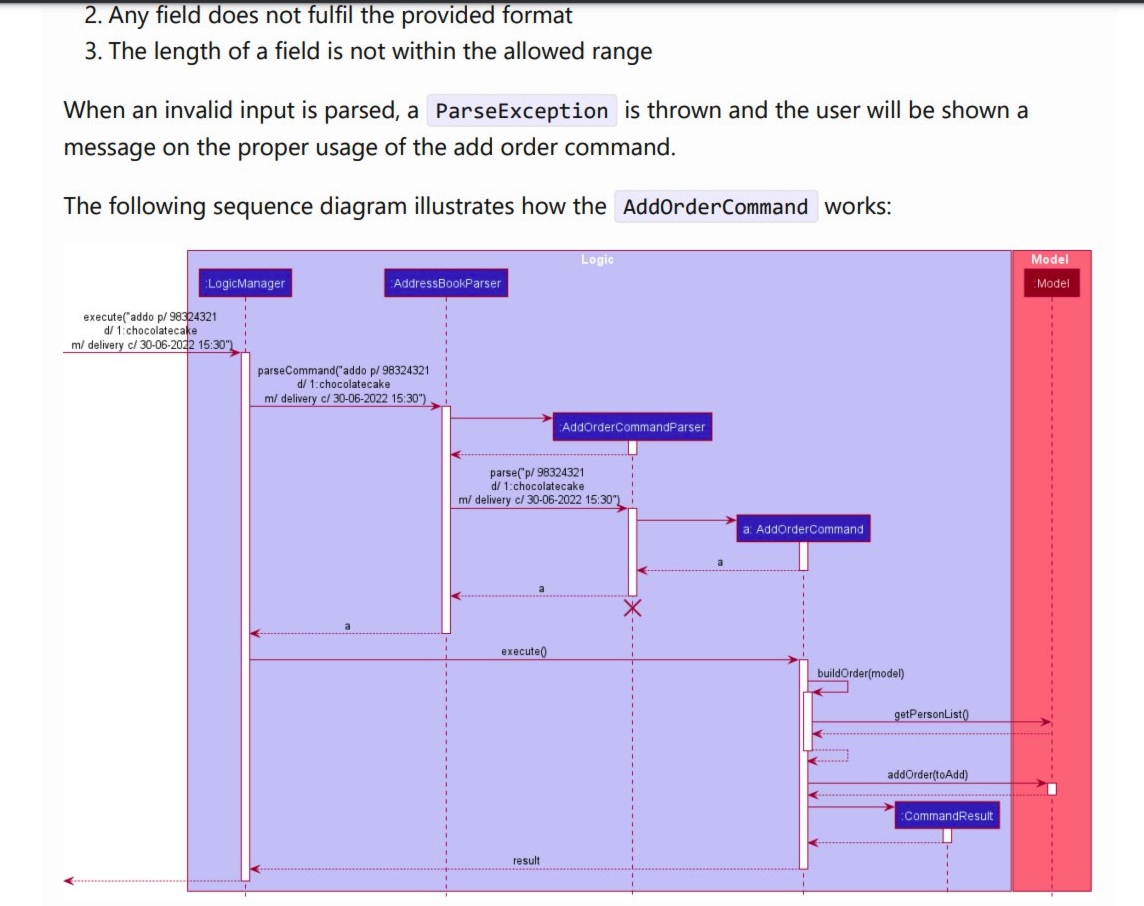 2. Any field does not fulfil the provided format
3. The length of a field is not within the allowed range
When an invalid input is parsed, a ParseException is thrown and the user will be shown a
message on the proper usage of the add order command.
The following sequence diagram illustrates how the AddOrderCommand works:
Logic
Model
:LogicManager
:AddressBookParser
:Model
execute("addo p/ 98324321
d/ 1:chocolatecake
m/ delivery c/ 30-06-2022 15:30")
parseCommand("addo p/ 98324321
d/ 1:chocolatecake
m/ delivery c/ 30-06-2022 15:30")
:AddOrderCommandParser
parse("p/ 98324321
d/ 1:chocolatecake
m/ delivery c/ 30-06-2022 15:30")
a: AddOrderCommand
a
a
a
execute()
buildOrder(model)
getPersonList()
addOrder(toAdd)
:CommandResult
result